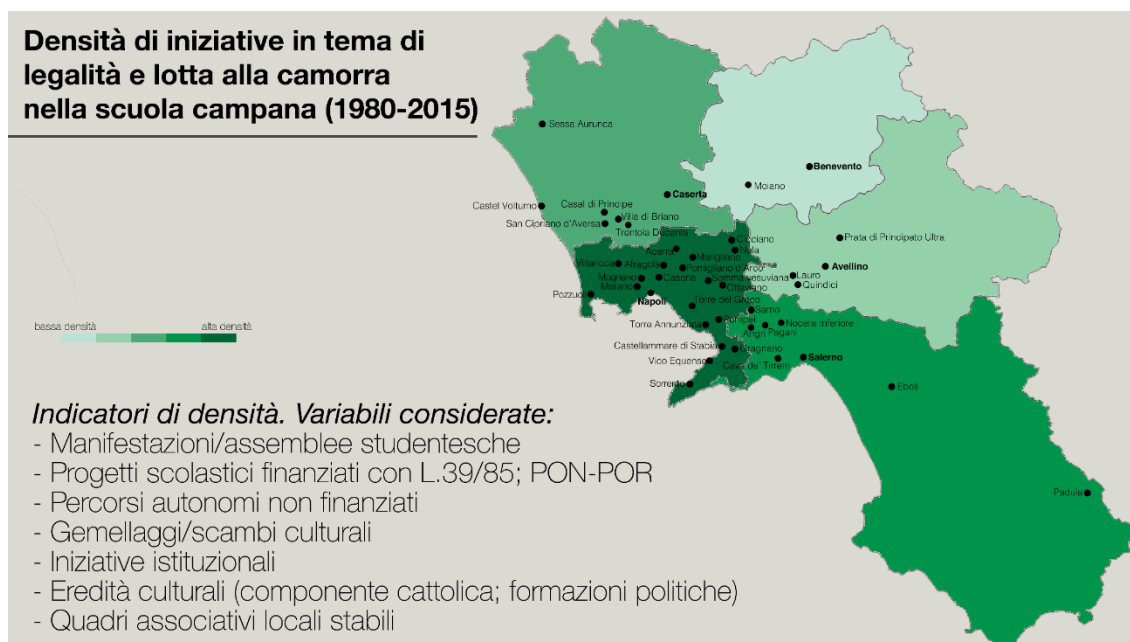 Densità di iniziative in tema di
legalità e lotta alla camorra
nella scuola campana (1980-2015)
Sessa Aurunca
Benevento
Moiano
Caserta
Castel Volturno
Casal di Principe
Villa di Briano
San Cipriano d'Aversa
Trentola Ducenta
Cicciano
Nola
Prata di Principato Ultra
Acerra
Marigliano
Villaricca
Afragola
Pomigliano d'Arco
Avellino
Mugnano
Casoria
Somma vesuviana
Lauro
Marano
Ottaviano
Quindici
Pozzuoli
Napoli
Torre del Greco
Sarno
Torre Annunziata
Pompei
Nocera Inferiore
Angri
Pagani
Castellammare di Stabia
Gragnano
Vico Equense
Cava de' Tirreni
Salerno
Sorrento
Eboli
Padula
bassa densità
alta densità
Indicatori di densità. Variabili considerate:
- Manifestazioni/assemblee studentesche
- Progetti scolastici finanziati con L.39/85; PON-POR
- Percorsi autonomi non finanziati
- Gemellaggi/scambi culturali
- Iniziative istituzionali
- Eredità culturali (componente cattolica; formazioni politiche)
- Quadri associativi locali stabili